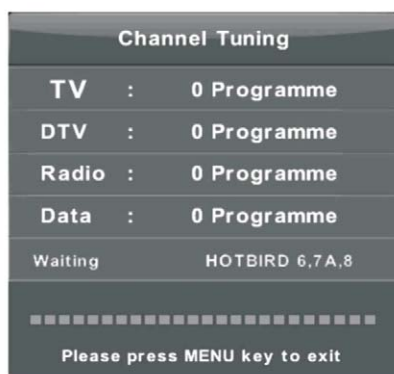 Channel Tuning
TV : 0 Programme
DTV : 0 Programme
Radio : 0 Programme
Data : 0 Programme
Waiting HOTBIRD 6,7A,8
Please press MENU key to exit